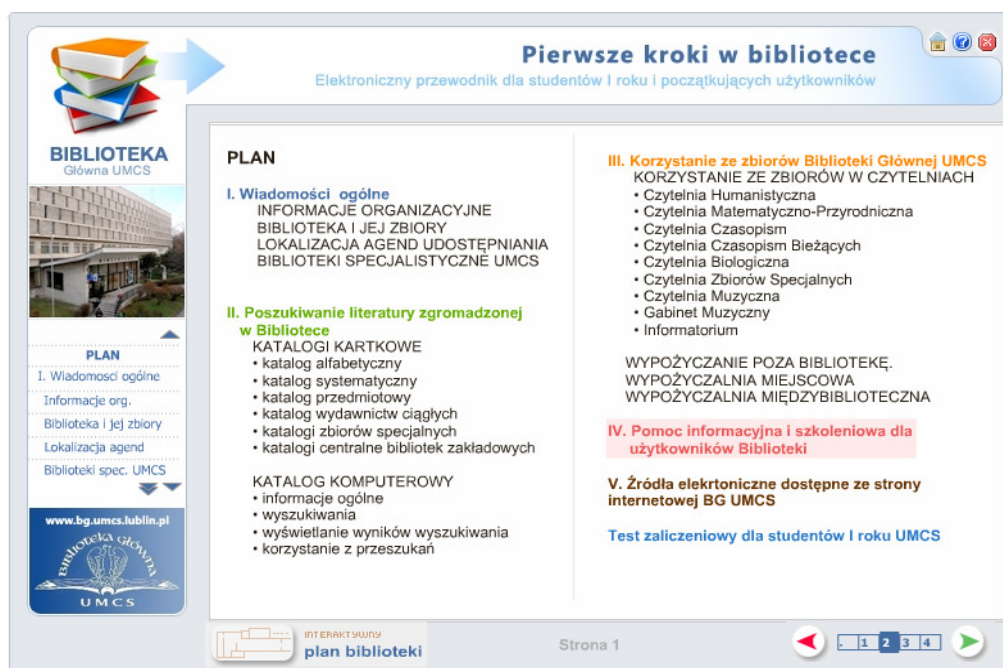 Pierwsze kroki w bibliotece
Elektroniczny przewodnik dla studentów I roku i początkujących użytkowników
BIBLIOTEKA
Główna UMCS
PLAN
I. Wiadomosci ogólne
Informacje org.
Biblioteka i jej zbiory
Lokalizacja agend
Biblioteki spec. UMCS
www.bg.umcs.lublin.pl
Biblioteka Główna
UMCS
PLAN
I. Wiadomości ogólne
INFORMACJE ORGANIZACYJNE
BIBLIOTEKA I JEJ ZBIORY
LOKALIZACJA AGEND UDOSTĘPNIANIA
BIBLIOTEKI SPECJALISTYCZNE UMCS
II. Poszukiwanie literatury zgromadzonej
w Bibliotece
KATALOGI KARTKOWE
• katalog alfabetyczny
• katalog systematyczny
• katalog przedmiotowy
• katalog wydawnictw ciągłych
• katalogi zbiorów specjalnych
• katalogi centralne bibliotek zakładowych
KATALOG KOMPUTEROWY
• informacje ogólne
• wyszukiwania
• wyświetlanie wyników wyszukiwania
• korzystanie z przeszukań
III. Korzystanie ze zbiorów Biblioteki Głównej UMCS
KORZYSTANIE ZE ZBIORÓW W CZYTELNIACH
• Czytelnia Humanistyczna
• Czytelnia Matematyczno-Przyrodniczna
• Czytelnia Czasopism
• Czytelnia Czasopism Bieżących
• Czytelnia Biologiczna
• Czytelnia Zbiorów Specjalnych
• Czytelnia Muzyczna
• Gabinet Muzyczny
• Informatorium
WYPOŻYCZANIE POZA BIBLIOTEKĘ.
WYPOŻYCZALNIA MIEJSCOWA
WYPOŻYCZALNIA MIĘDZYBIBLIOTECZNA
IV. Pomoc informacyjna i szkoleniowa dla
użytkowników Biblioteki
V. Źródła elekrtoniczne dostępne ze strony
internetowej BG UMCS
Test zaliczeniowy dla studentów I roku UMCS
INTERAKTYWNY
plan biblioteki
Strona 1
. 1 2 3 4